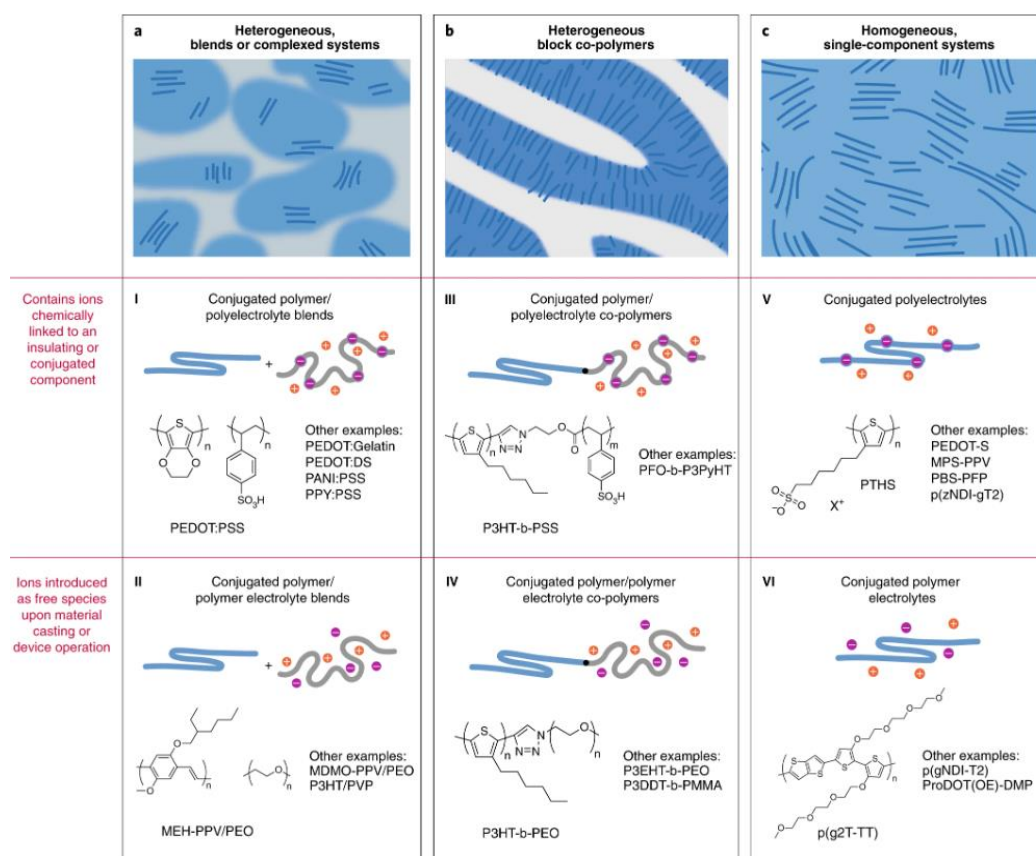 a
Heterogeneous,
blends or complexed systems
b
Heterogeneous
block co-polymers
c
Homogeneous,
single-component systems
Contains ions
chemically
linked to an
insulating or
conjugated
component
I
Conjugated polymer/
polyelectrolyte blends
+
+
+
+
+
−
−
−
−
S
n
O
O
n
SO₃H
Other examples:
PEDOT:Gelatin
PEDOT:DS
PANI:PSS
PPY:PSS
PEDOT:PSS
III
Conjugated polymer/
polyelectrolyte co-polymers
+
+
+
+
−
−
−
−
S
n
N
N=N
O
O
m
SO₃H
Other examples:
PFO-b-P3PyHT
P3HT-b-PSS
V
Conjugated polyelectrolytes
+
+
+
+
−
−
−
−
S
n
O
S
O
⁻O
X⁺
PTHS
Other examples:
PEDOT-S
MPS-PPV
PBS-PFP
p(zNDI-gT2)
Ions introduced
as free species
upon material
casting or
device operation
II
Conjugated polymer/
polymer electrolyte blends
+
+
+
+
+
−
−
−
−
O
O
n
O
n
Other examples:
MDMO-PPV/PEO
P3HT/PVP
MEH-PPV/PEO
IV
Conjugated polymer/polymer
electrolyte co-polymers
+
+
+
+
−
−
−
−
S
n
N
N=N
O
n
Other examples:
P3EHT-b-PEO
P3DDT-b-PMMA
P3HT-b-PEO
VI
Conjugated polymer
electrolytes
+
+
+
−
−
−
O
O
O
O
S
S
S
S
n
O
O
O
O
Other examples:
p(gNDI-T2)
ProDOT(OE)-DMP
p(g2T-TT)